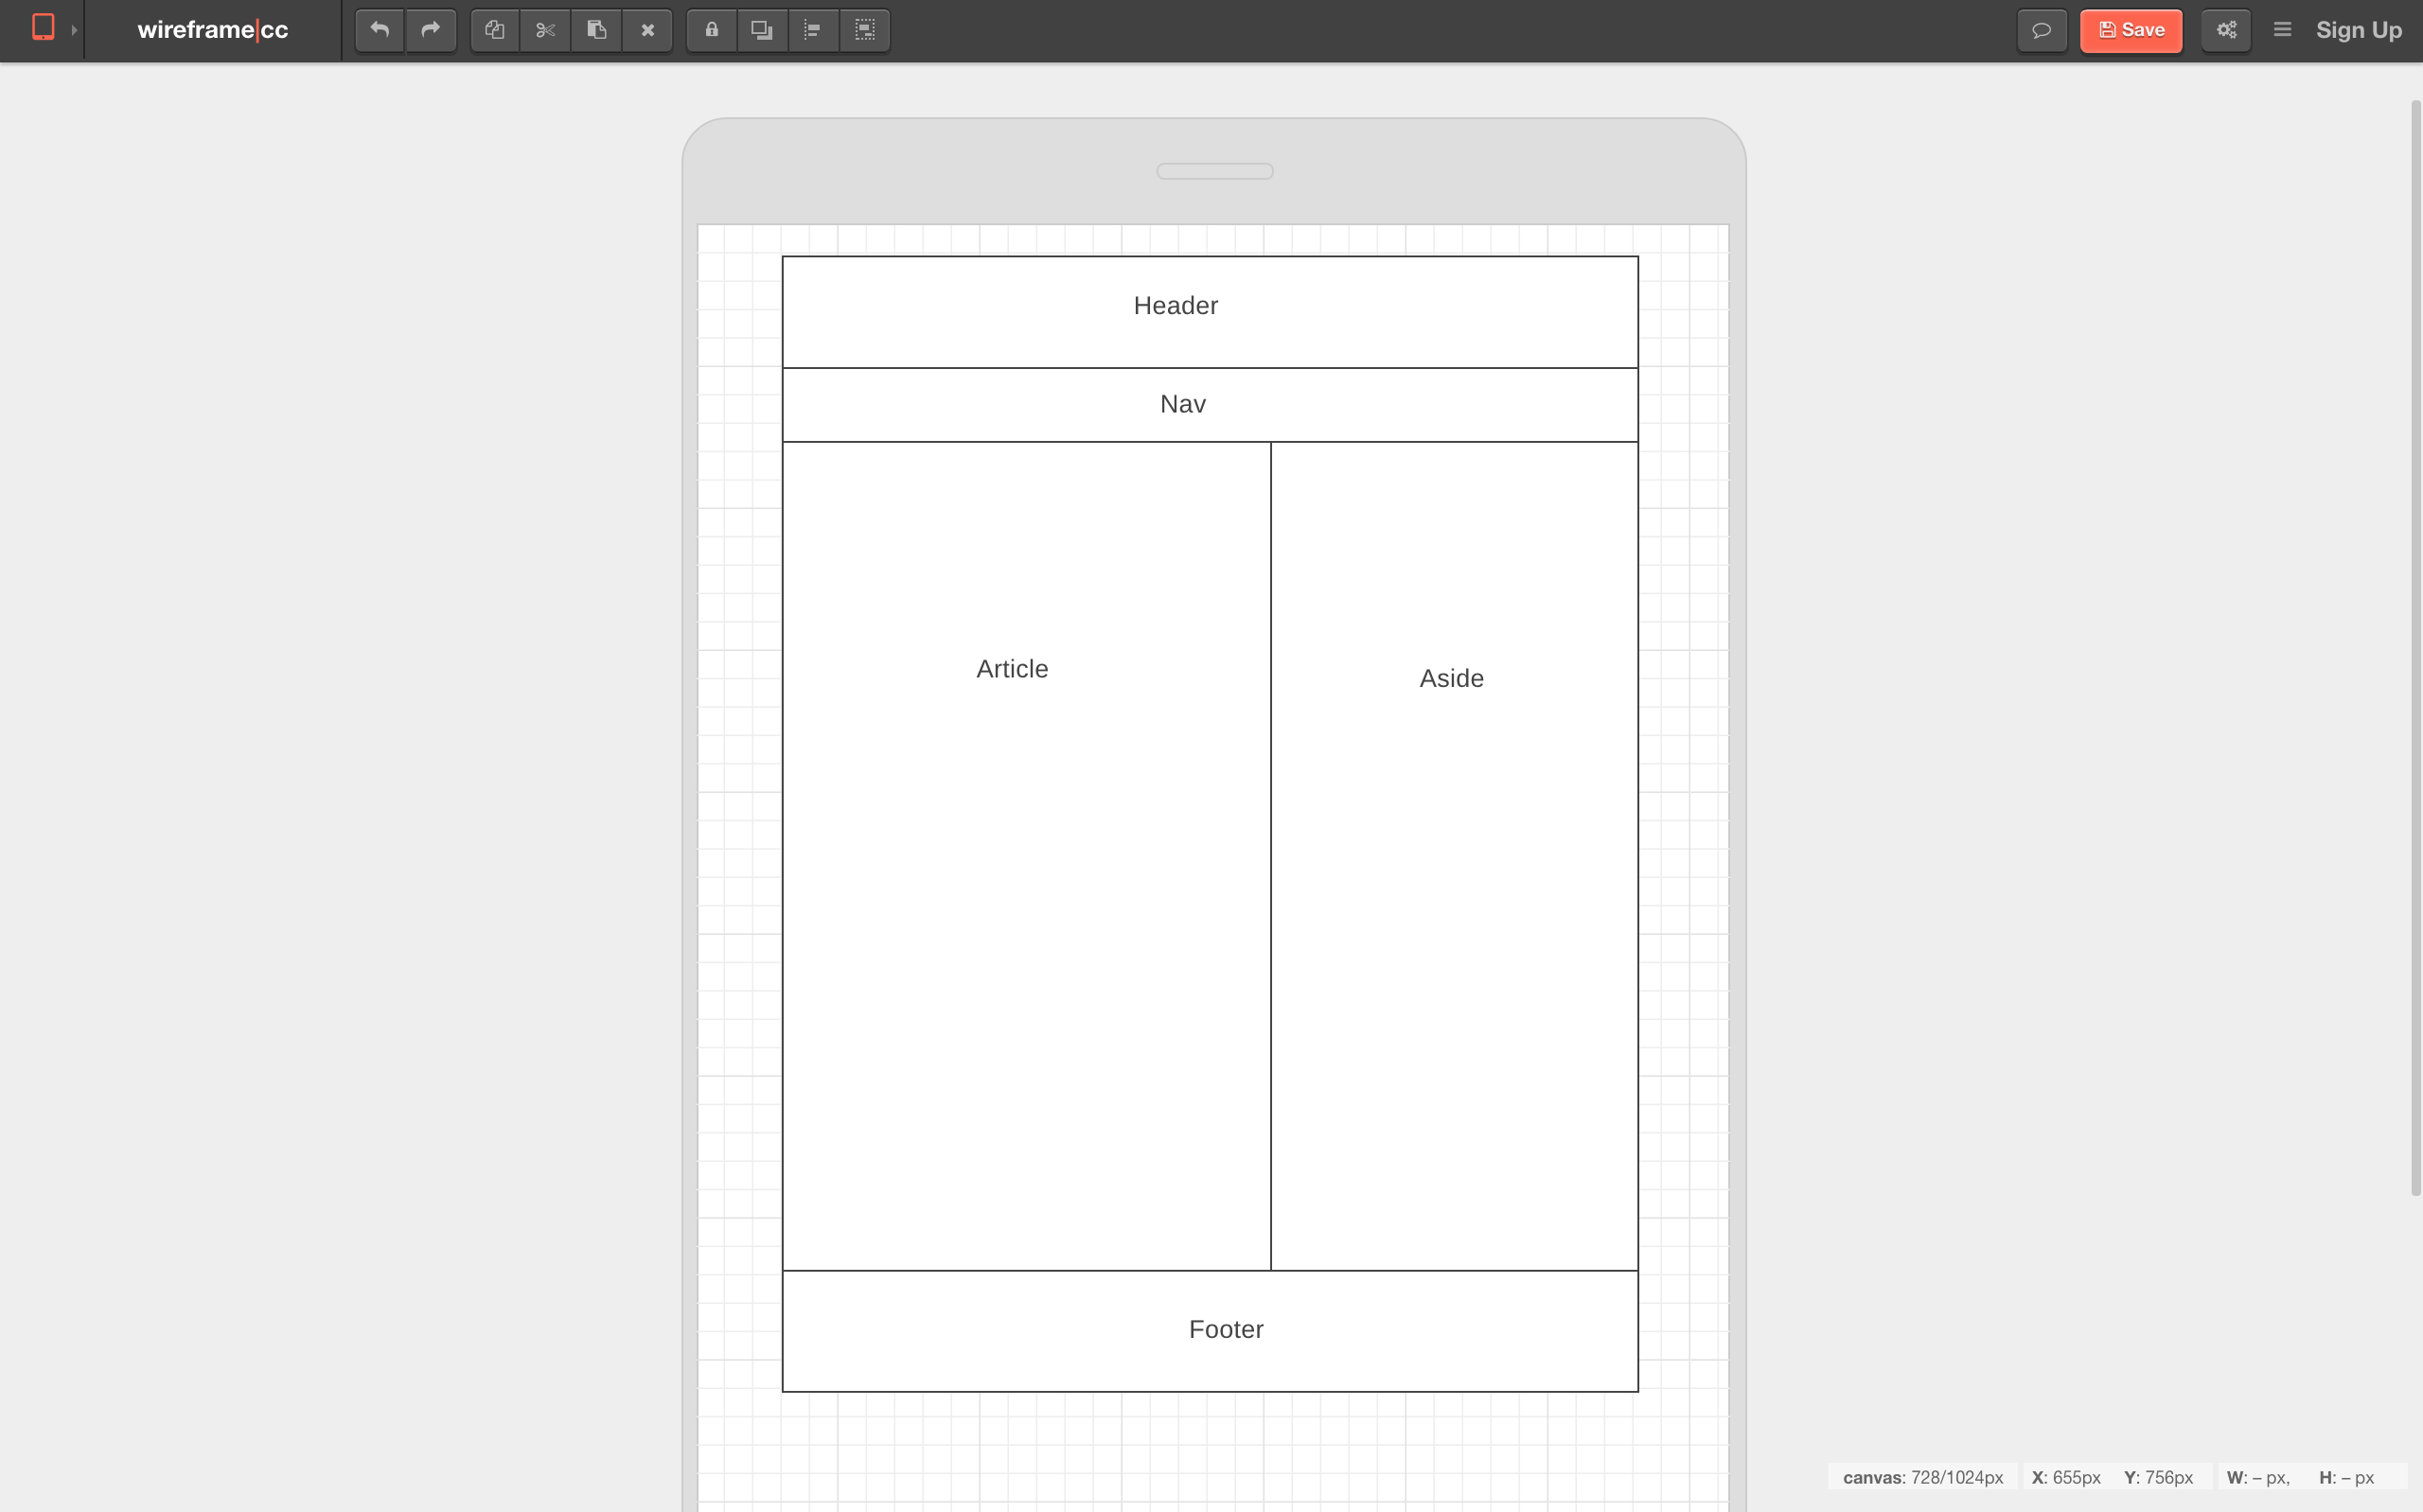 wireframe|cc
Save
Sign Up
Header
Nav
Article
Aside
Footer
canvas: 728/1024px X: 655px Y: 756px W: – px, H: – px